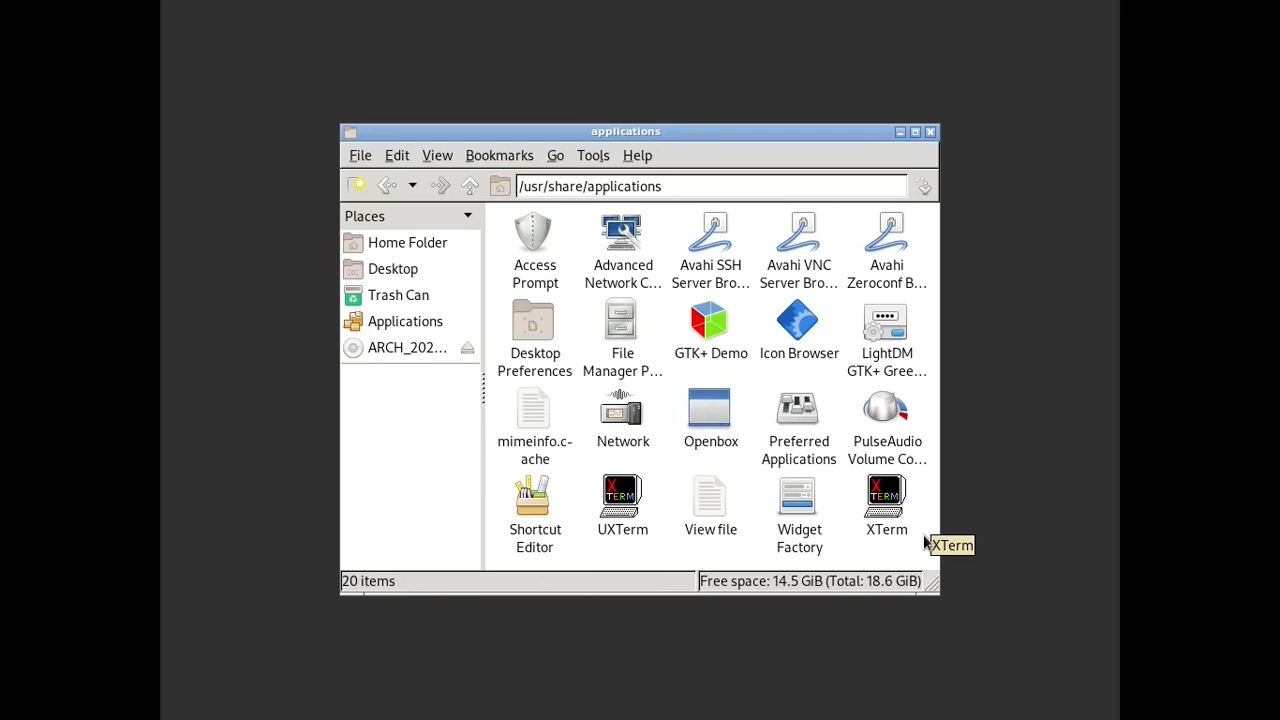 applications
File Edit View Bookmarks Go Tools Help
/usr/share/applications
Places
Home Folder
Desktop
Trash Can
Applications
ARCH_202...
Access
Prompt
Advanced
Network C...
Avahi SSH
Server Bro...
Avahi VNC
Server Bro...
Avahi
Zeroconf B...
Desktop
Preferences
File
Manager P...
GTK+ Demo
Icon Browser
LightDM
GTK+ Gree...
mimeinfo.c-
ache
Network
Openbox
Preferred
Applications
PulseAudio
Volume Co...
Shortcut
Editor
X
TERM
UXTerm
View file
Widget
Factory
X
TERM
XTerm
XTerm
20 items
Free space: 14.5 GiB (Total: 18.6 GiB)